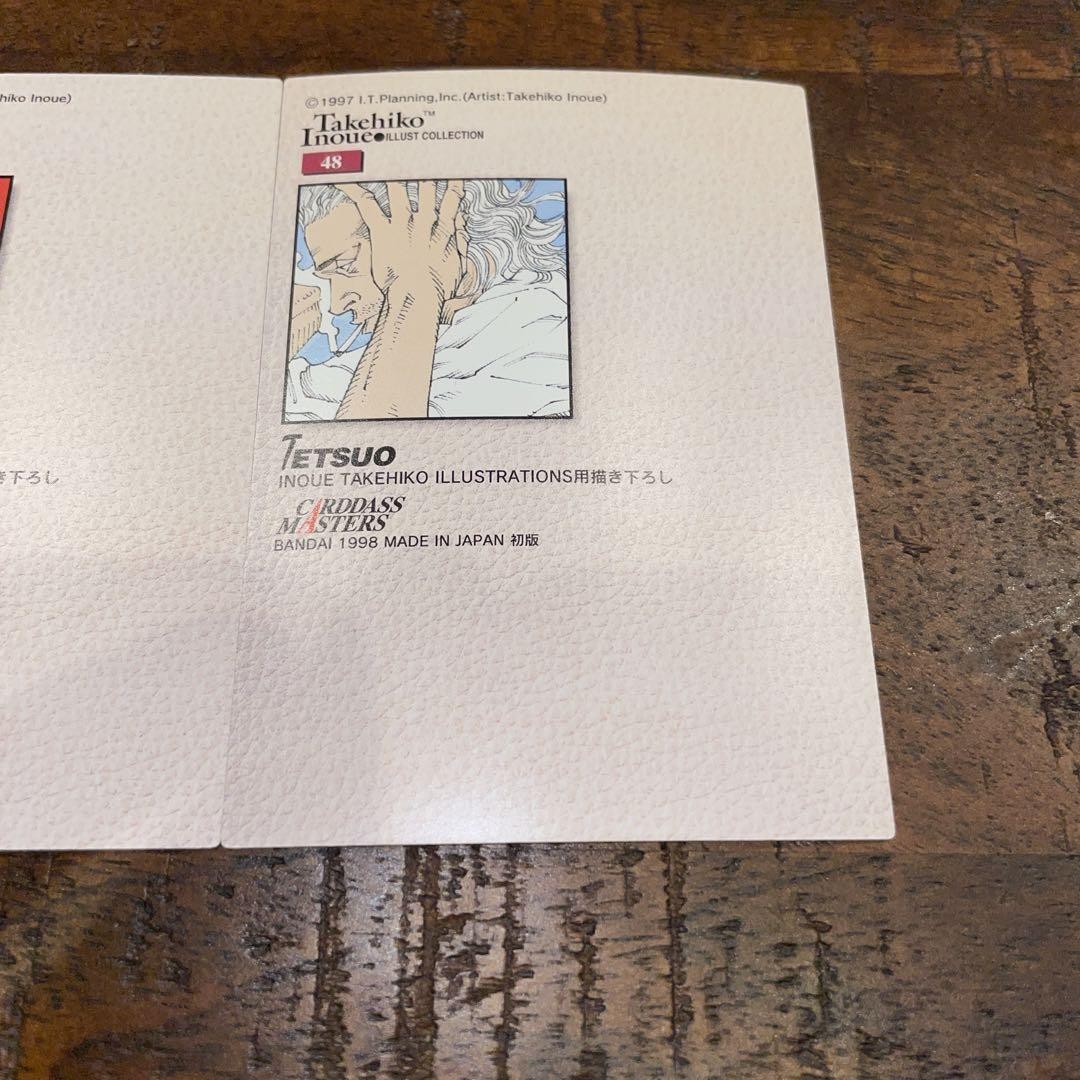 hiko Inoue)
き下ろし
©1997 I.T.Planning,Inc.(Artist:Takehiko Inoue)
Takehiko™
Inoue●ILLUST COLLECTION
48
TETSUO
INOUE TAKEHIKO ILLUSTRATIONS用描き下ろし
CARDDASS
MASTERS
BANDAI 1998 MADE IN JAPAN 初版